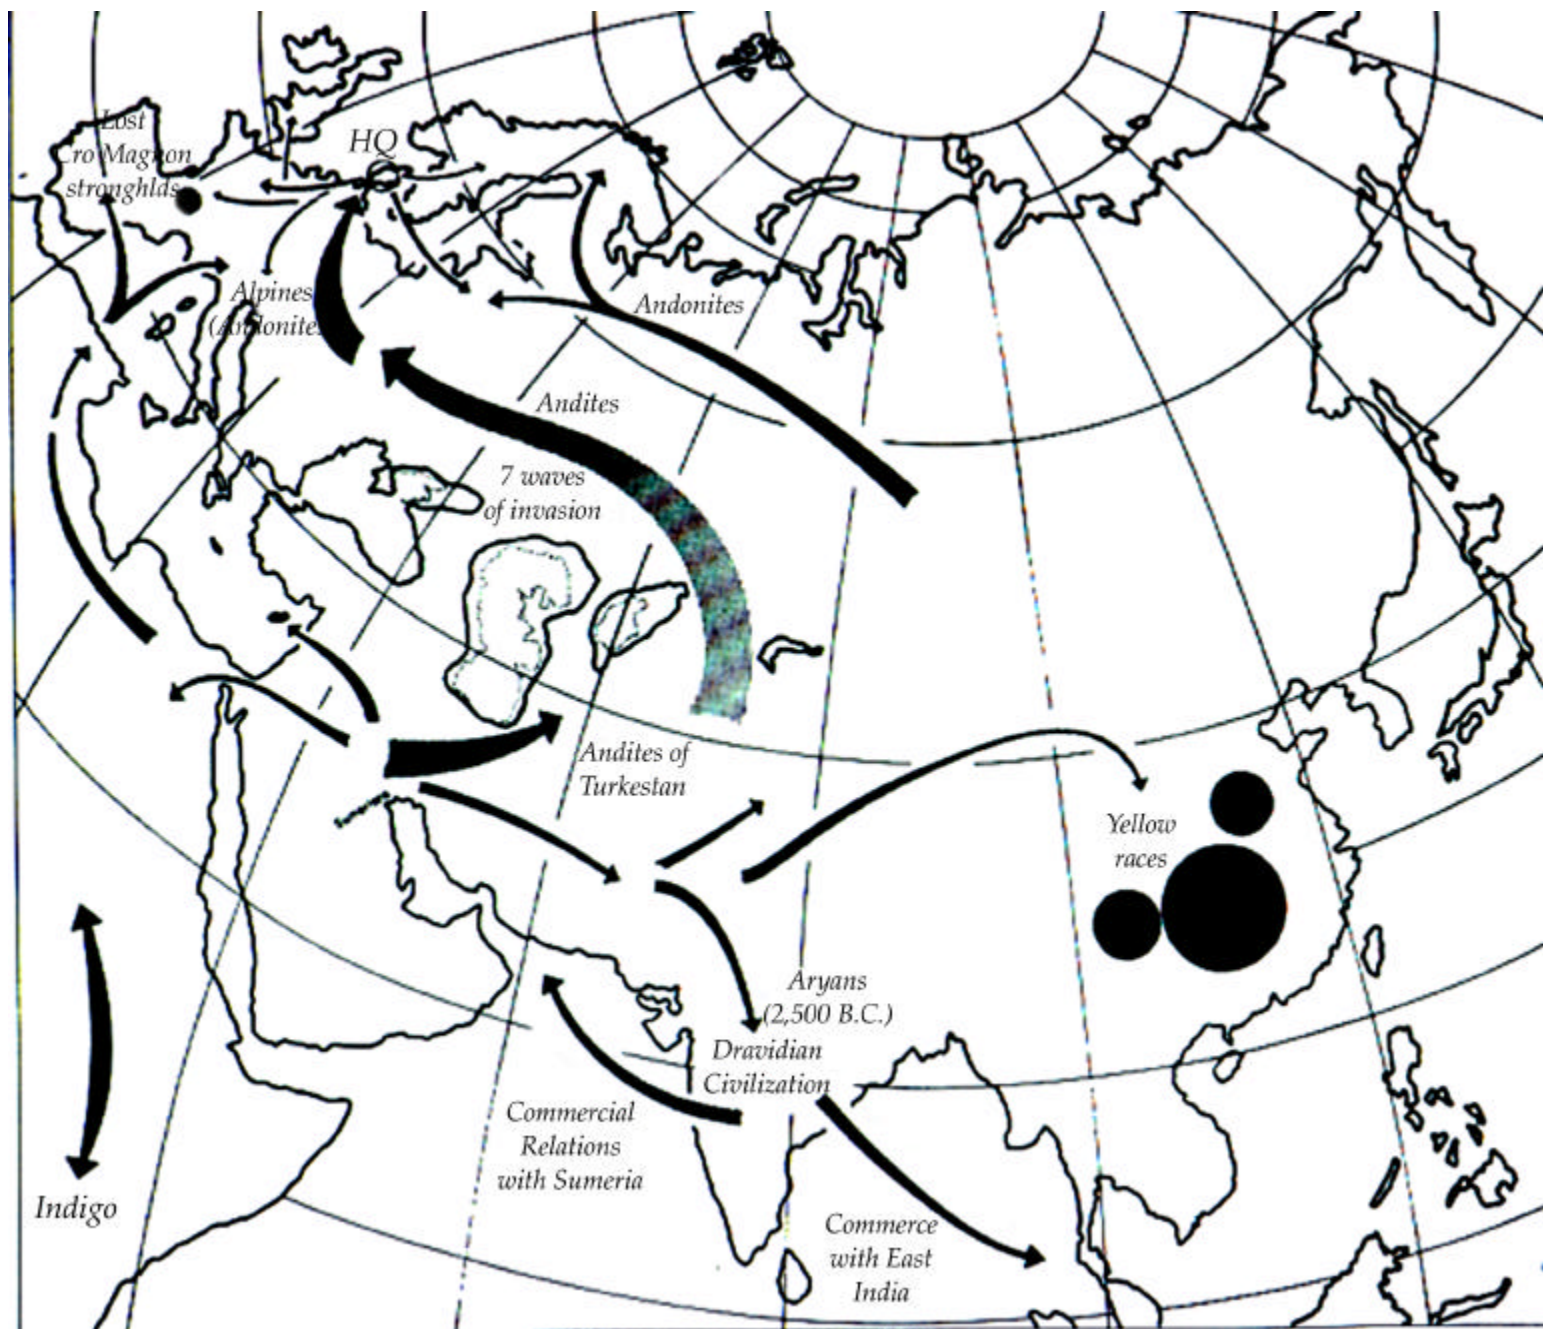 Lost
Cro Magnon
stronghlds
HQ
Alpines
(Andonites
Andonites
Andites
7 waves
of invasion
Andites of
Turkestan
Yellow
races
Aryans
(2,500 B.C.)
Dravidian
Civilization
Commercial
Relations
with Sumeria
Indigo
Commerce
with East
India